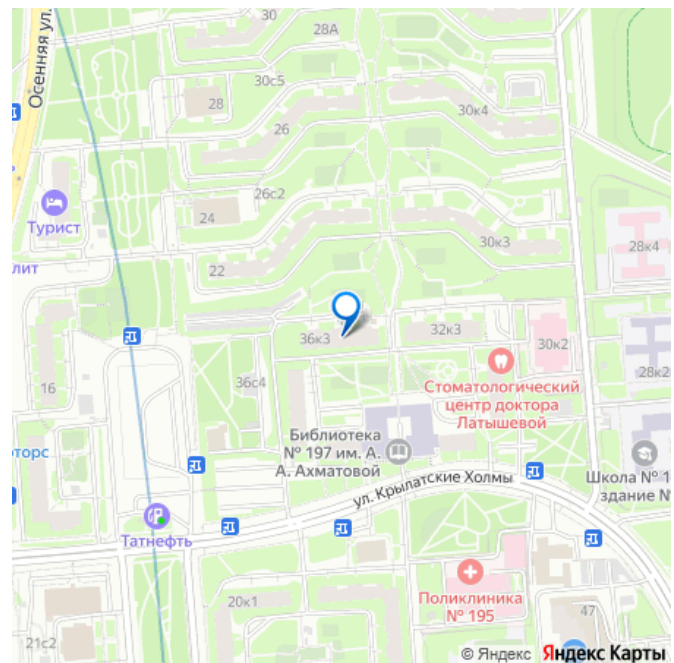 30
28А
Осенняя ул.
30с5
28
30к4
26
26с2
24
Турист
30к3
28к4
лит
22
36к3
32к3
30к2
28к2
16
36с4
Стоматологический
центр доктора
Латышевой
Библиотека
№ 197 им. А.
А. Ахматовой
оторс
Школа № 1
здание №
ул. Крылатские Холмы
Татнефть
Поликлиника
№ 195
20к1
47
21с2
© Яндекс Яндекс Карты